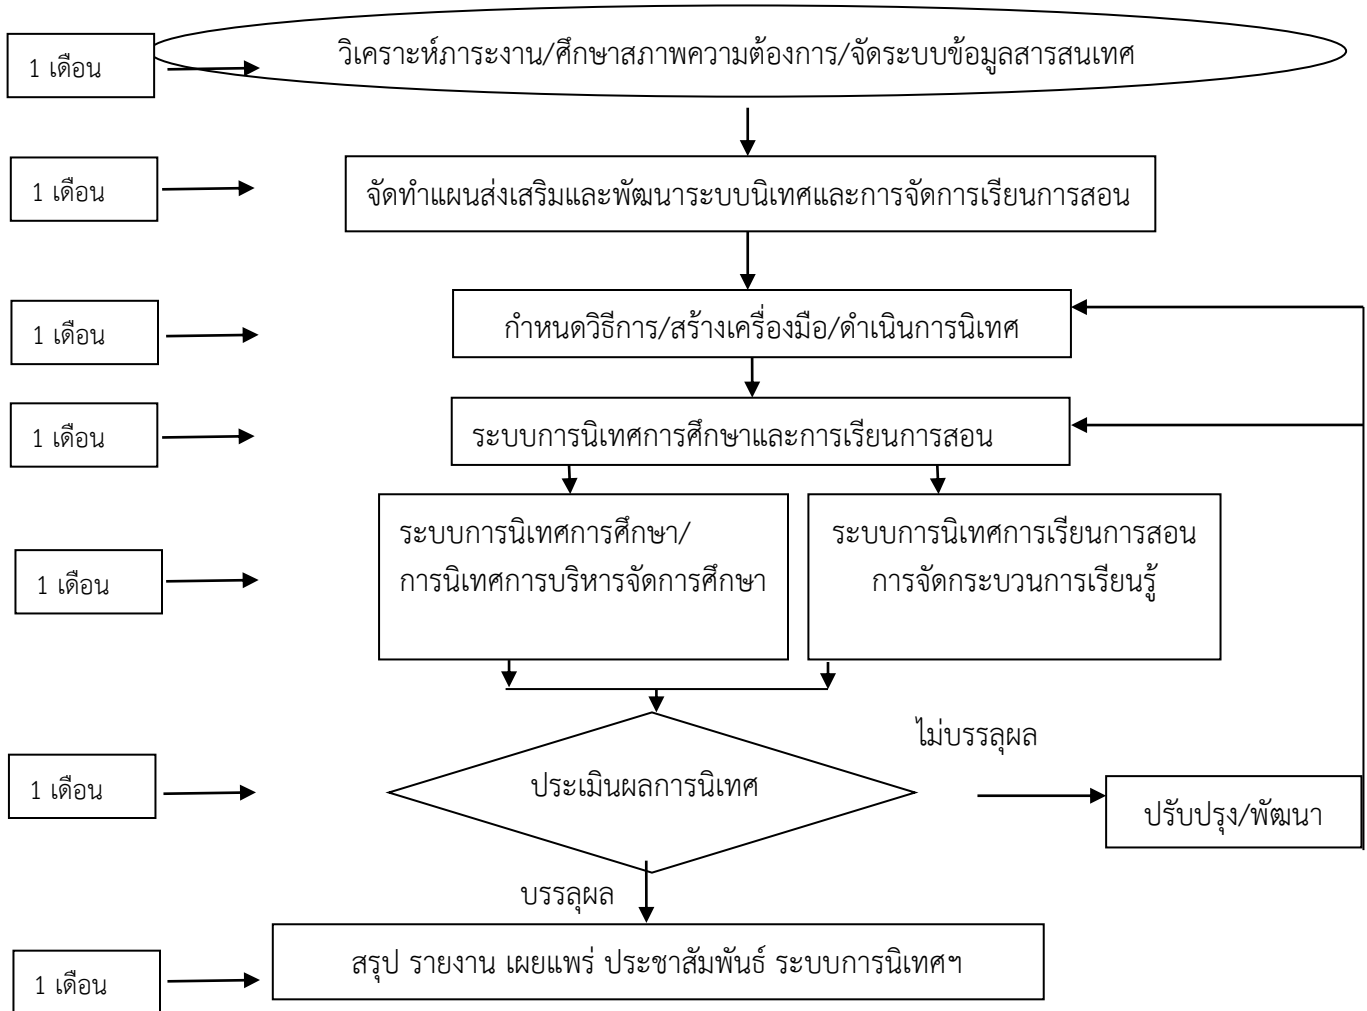 วิเคราะห์ภาระงาน/ศึกษาสภาพความต้องการ/จัดระบบข้อมูลสารสนเทศ
1 เดือน
1 เดือน
จัดทำแผนส่งเสริมและพัฒนาระบบนิเทศและการจัดการเรียนการสอน
1 เดือน
กำหนดวิธีการ/สร้างเครื่องมือ/ดำเนินการนิเทศ
1 เดือน
ระบบการนิเทศการศึกษาและการเรียนการสอน
ระบบการนิเทศการศึกษา/
การนิเทศการบริหารจัดการศึกษา
ระบบการนิเทศการเรียนการสอน
การจัดกระบวนการเรียนรู้
1 เดือน
ไม่บรรลุผล
1 เดือน
ประเมินผลการนิเทศ
ปรับปรุง/พัฒนา
บรรลุผล
สรุป รายงาน เผยแพร่ ประชาสัมพันธ์ ระบบการนิเทศฯ
1 เดือน